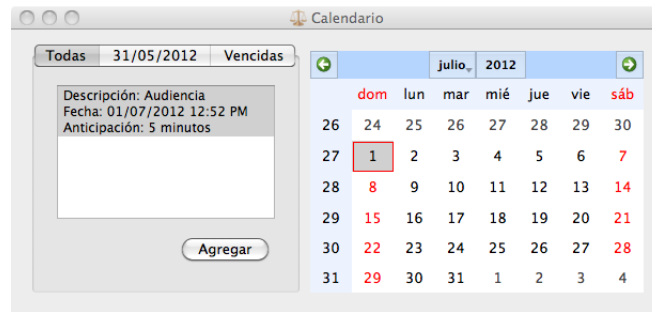 Calendario
Todas 31/05/2012 Vencidas
Descripción: Audiencia
Fecha: 01/07/2012 12:52 PM
Anticipación: 5 minutos
Agregar
julio 2012
dom lun mar mié jue vie sáb
26 24 25 26 27 28 29 30
27 1 2 3 4 5 6 7
28 8 9 10 11 12 13 14
29 15 16 17 18 19 20 21
30 22 23 24 25 26 27 28
31 29 30 31 1 2 3 4